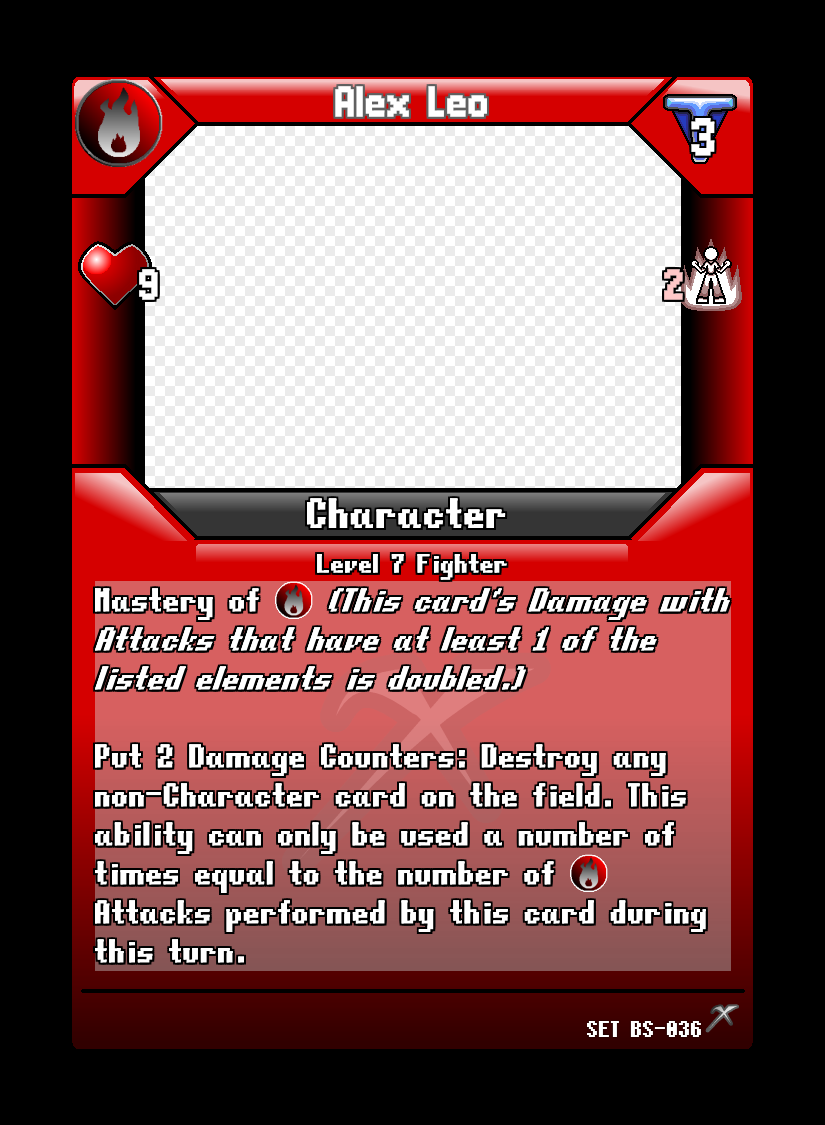 Alex Leo
3
9
2
Character
Level 7 Fighter
Mastery of (This card's Damage with
Attacks that have at least 1 of the
listed elements is doubled.)
Put 2 Damage Counters: Destroy any
non-Character card on the field. This
ability can only be used a number of
times equal to the number of
Attacks performed by this card during
this turn.
SET BS-036